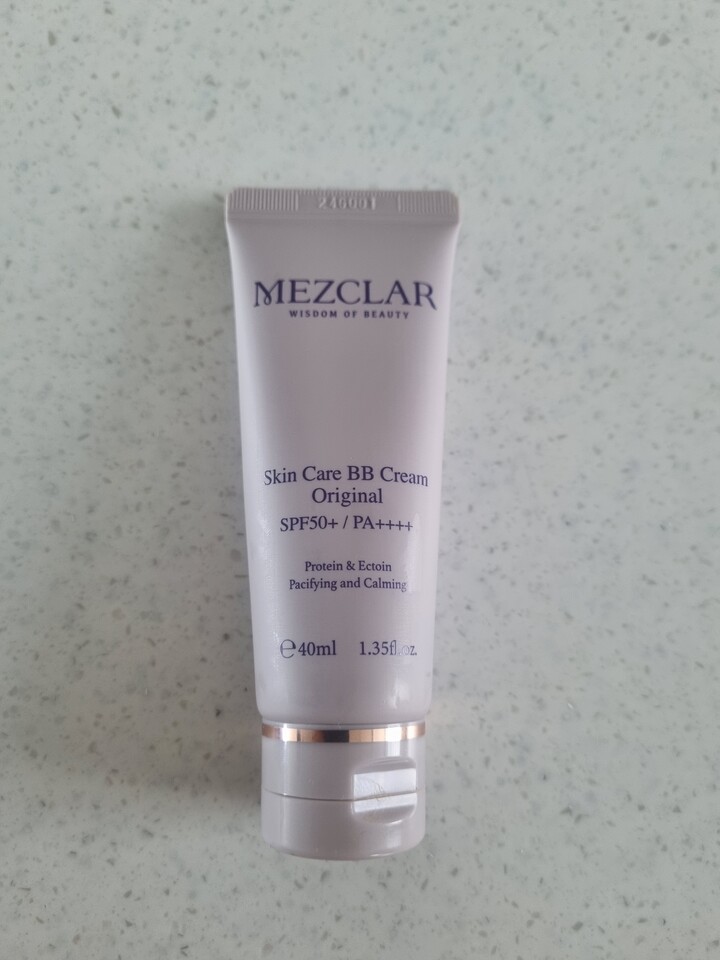 MEZCLAR
WISDOM OF BEAUTY
Skin Care BB Cream
Original
SPF50+ / PA++++
Protein & Ectoin
Pacifying and Calming
℮40ml 1.35fl.oz.